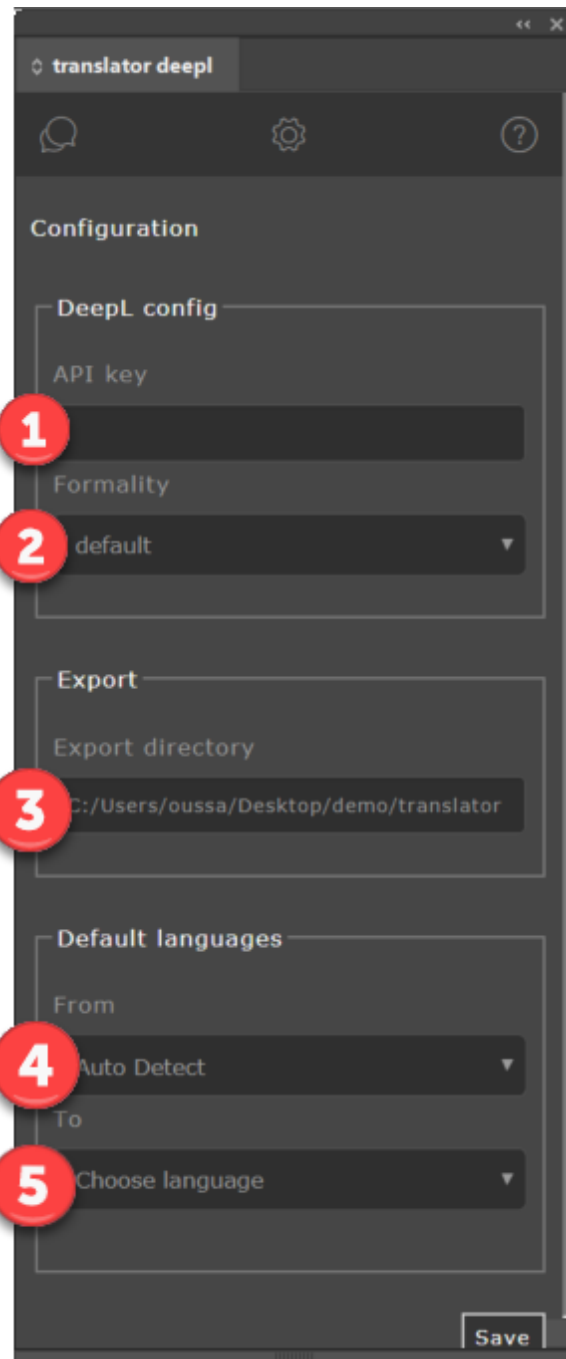 translator deepl
Configuration
DeepL config
API key
1
Formality
2 default
Export
Export directory
3 C:/Users/oussa/Desktop/demo/translator
Default languages
From
4 Auto Detect
To
5 Choose language
Save